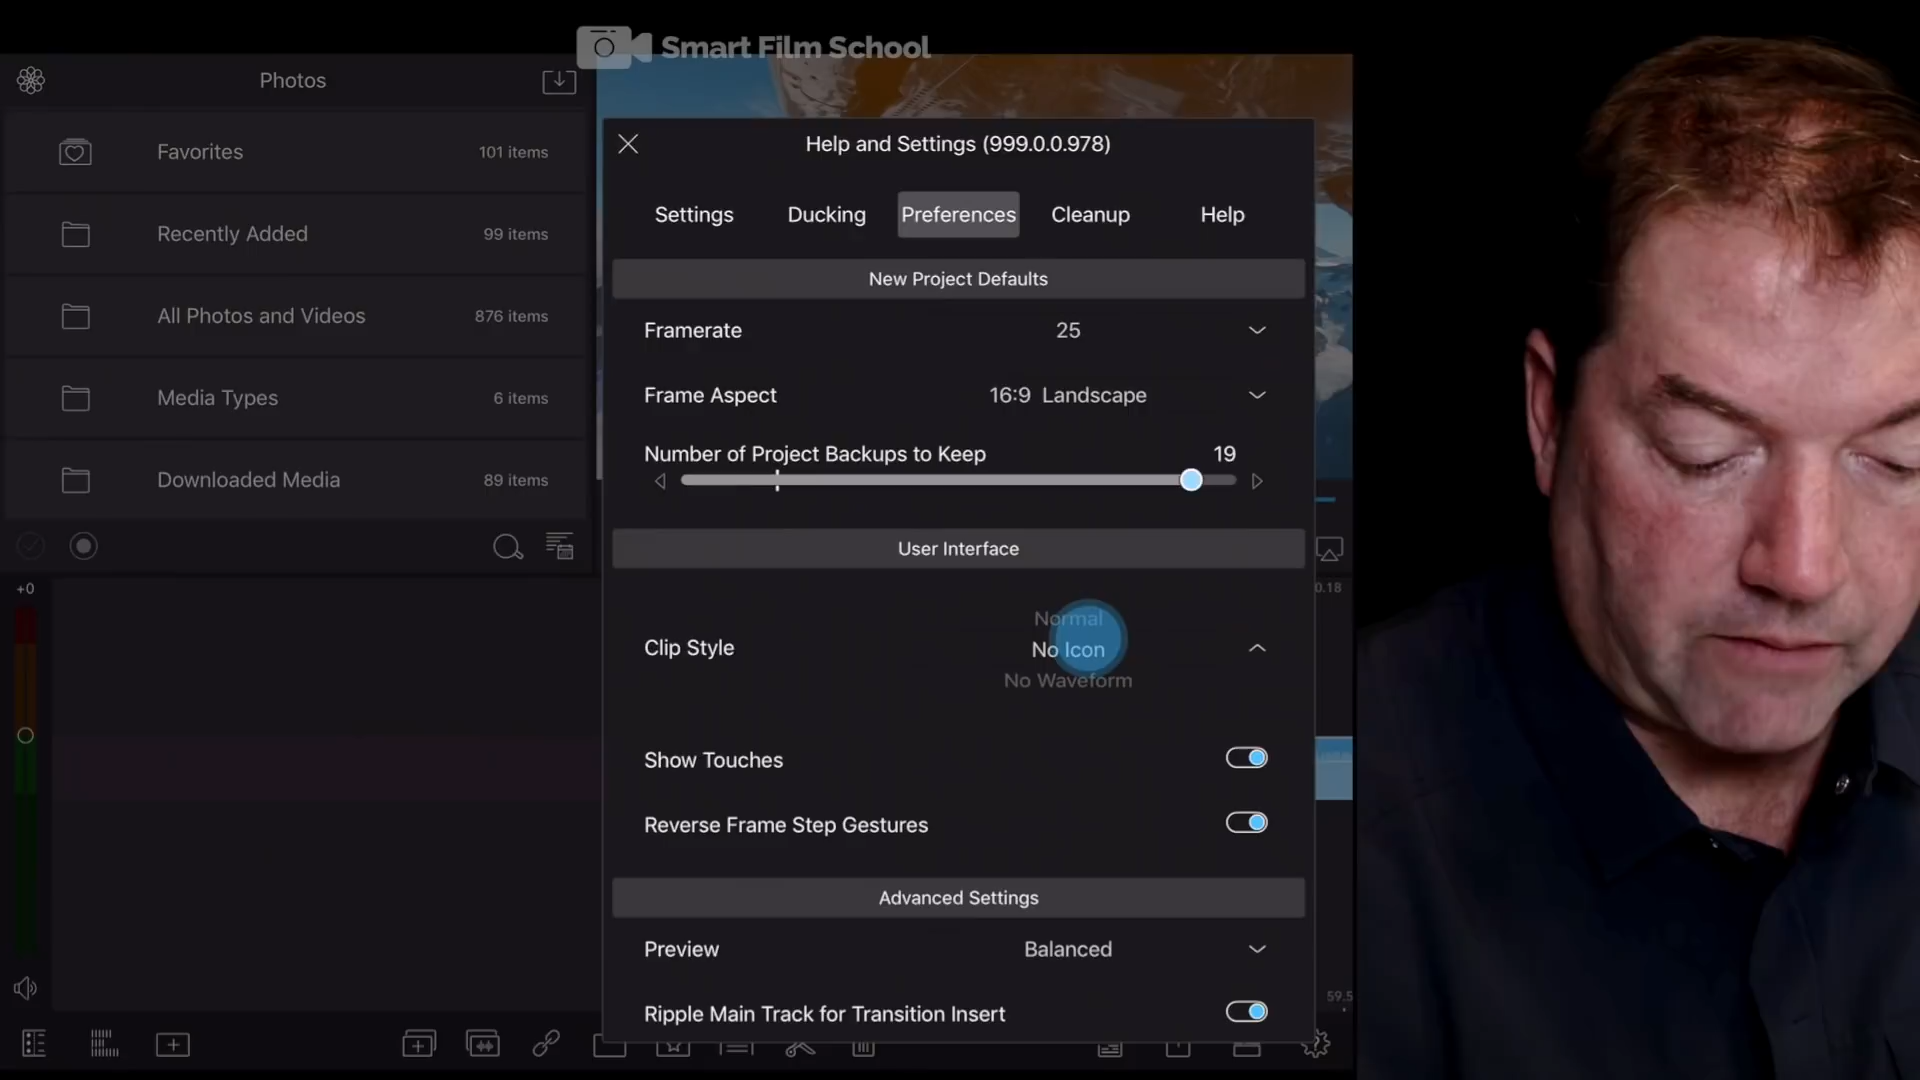 Smart Film School
Photos
Favorites
101 items
Recently Added
99 items
All Photos and Videos
876 items
Media Types
6 items
Downloaded Media
89 items
+0
Help and Settings (999.0.0.978)
Settings
Ducking
Preferences
Cleanup
Help
New Project Defaults
Framerate
25
Frame Aspect
16:9 Landscape
Number of Project Backups to Keep
19
User Interface
Clip Style
Normal
No Icon
No Waveform
Show Touches
Reverse Frame Step Gestures
Advanced Settings
Preview
Balanced
Ripple Main Track for Transition Insert
0.18
59.5